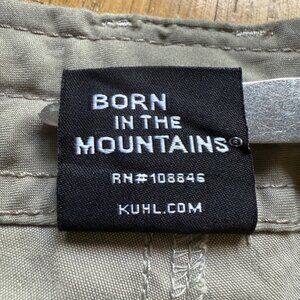 BORN
IN THE
MOUNTAINS®
RN#108846
KUHL.COM